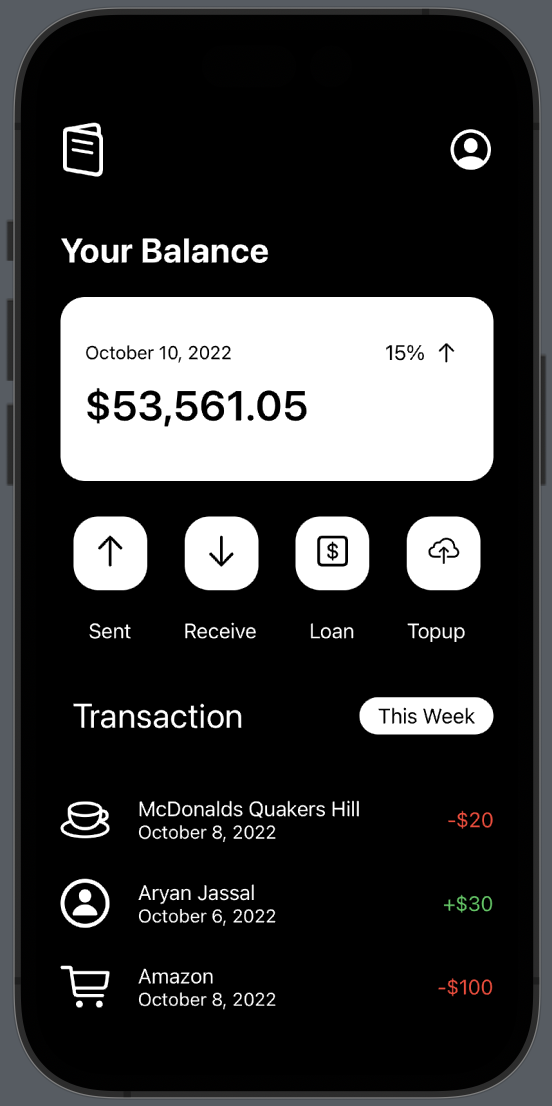 Your Balance
October 10, 2022 15%
$53,561.05
$
Sent Receive Loan Topup
Transaction This Week
McDonalds Quakers Hill
October 8, 2022
-$20
Aryan Jassal
October 6, 2022
+$30
Amazon
October 8, 2022
-$100